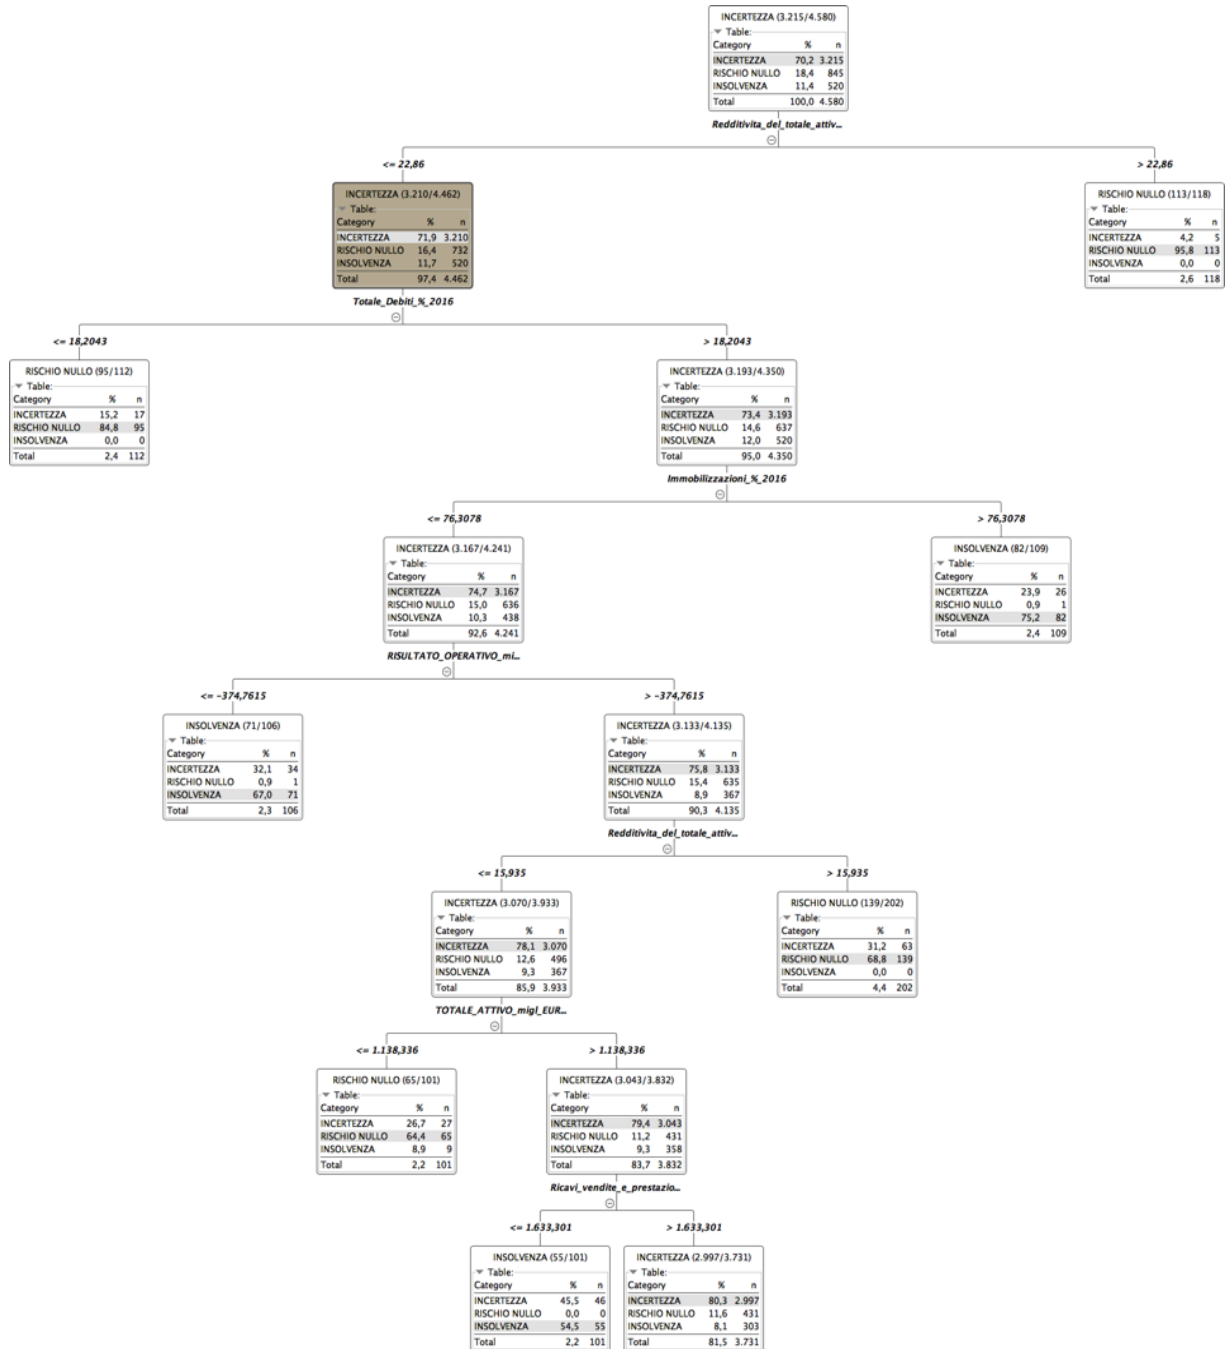 INCERTEZZA (3.215/4.580)
Table:
Category % n
INCERTEZZA 70,2 3.215
RISCHIO NULLO 18,4 845
INSOLVENZA 11,4 520
Total 100,0 4.580
Redditivita_del_totale_attiv...
<= 22,86
> 22,86
INCERTEZZA (3.210/4.462)
Table:
Category % n
INCERTEZZA 71,9 3.210
RISCHIO NULLO 16,4 732
INSOLVENZA 11,7 520
Total 97,4 4.462
Totale_Debiti_%_2016
RISCHIO NULLO (113/118)
Table:
Category % n
INCERTEZZA 4,2 5
RISCHIO NULLO 95,8 113
INSOLVENZA 0,0 0
Total 2,6 118
<= 18,2043
> 18,2043
RISCHIO NULLO (95/112)
Table:
Category % n
INCERTEZZA 15,2 17
RISCHIO NULLO 84,8 95
INSOLVENZA 0,0 0
Total 2,4 112
INCERTEZZA (3.193/4.350)
Table:
Category % n
INCERTEZZA 73,4 3.193
RISCHIO NULLO 14,6 637
INSOLVENZA 12,0 520
Total 95,0 4.350
Immobilizzazioni_%_2016
<= 76,3078
> 76,3078
INCERTEZZA (3.167/4.241)
Table:
Category % n
INCERTEZZA 74,7 3.167
RISCHIO NULLO 15,0 636
INSOLVENZA 10,3 438
Total 92,6 4.241
RISULTATO_OPERATIVO_mi...
INSOLVENZA (82/109)
Table:
Category % n
INCERTEZZA 23,9 26
RISCHIO NULLO 0,9 1
INSOLVENZA 75,2 82
Total 2,4 109
<= -374,7615
> -374,7615
INSOLVENZA (71/106)
Table:
Category % n
INCERTEZZA 32,1 34
RISCHIO NULLO 0,9 1
INSOLVENZA 67,0 71
Total 2,3 106
INCERTEZZA (3.133/4.135)
Table:
Category % n
INCERTEZZA 75,8 3.133
RISCHIO NULLO 15,4 635
INSOLVENZA 8,9 367
Total 90,3 4.135
Redditivita_del_totale_attiv...
<= 15,935
> 15,935
INCERTEZZA (3.070/3.933)
Table:
Category % n
INCERTEZZA 78,1 3.070
RISCHIO NULLO 12,6 496
INSOLVENZA 9,3 367
Total 85,9 3.933
TOTALE_ATTIVO_migl_EUR...
RISCHIO NULLO (139/202)
Table:
Category % n
INCERTEZZA 31,2 63
RISCHIO NULLO 68,8 139
INSOLVENZA 0,0 0
Total 4,4 202
<= 1.138,336
> 1.138,336
RISCHIO NULLO (65/101)
Table:
Category % n
INCERTEZZA 26,7 27
RISCHIO NULLO 64,4 65
INSOLVENZA 8,9 9
Total 2,2 101
INCERTEZZA (3.043/3.832)
Table:
Category % n
INCERTEZZA 79,4 3.043
RISCHIO NULLO 11,2 431
INSOLVENZA 9,3 358
Total 83,7 3.832
Ricavi_vendite_e_prestazio...
<= 1.633,301
> 1.633,301
INSOLVENZA (55/101)
Table:
Category % n
INCERTEZZA 45,5 46
RISCHIO NULLO 0,0 0
INSOLVENZA 54,5 55
Total 2,2 101
INCERTEZZA (2.997/3.731)
Table:
Category % n
INCERTEZZA 80,3 2.997
RISCHIO NULLO 11,6 431
INSOLVENZA 8,1 303
Total 81,5 3.731